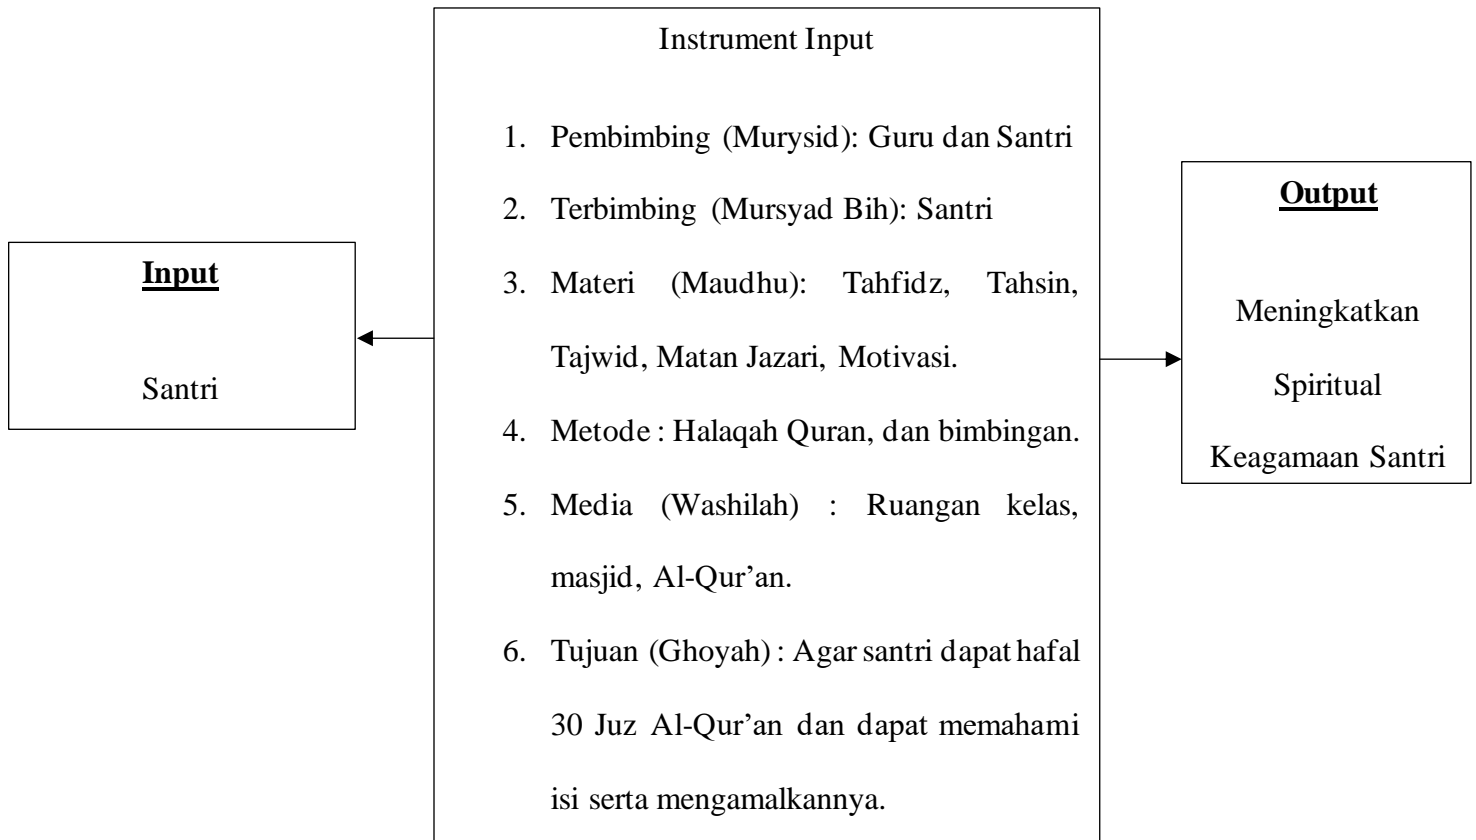 Input
Santri
Instrument Input
1. Pembimbing (Murysid): Guru dan Santri
2. Terbimbing (Mursyad Bih): Santri
3. Materi (Maudhu): Tahfidz, Tahsin,
Tajwid, Matan Jazari, Motivasi.
4. Metode : Halaqah Quran, dan bimbingan.
5. Media (Washilah) : Ruangan kelas,
masjid, Al-Qur’an.
6. Tujuan (Ghoyah) : Agar santri dapat hafal
30 Juz Al-Qur’an dan dapat memahami
isi serta mengamalkannya.
Output
Meningkatkan
Spiritual
Keagamaan Santri